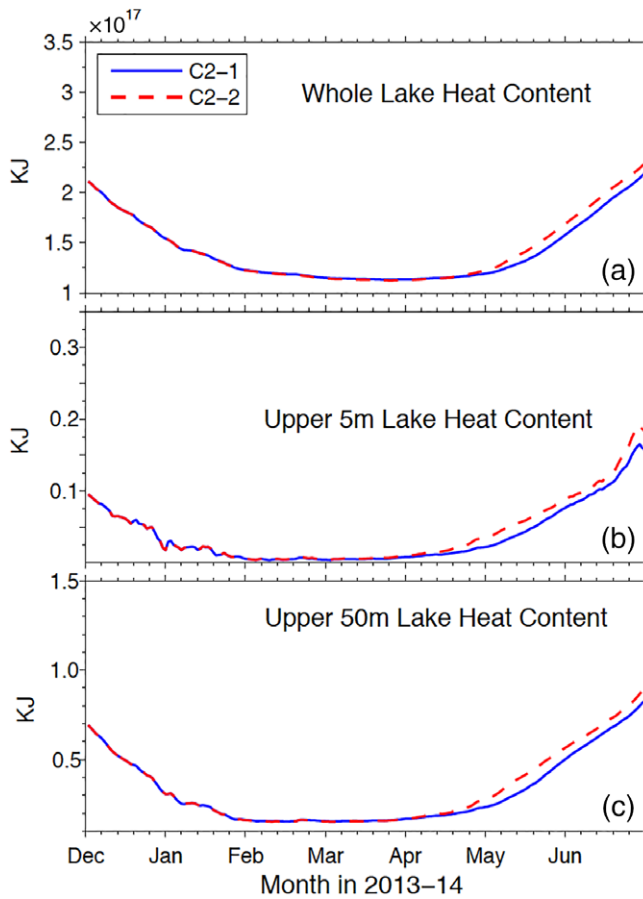 ×10¹⁷
3.5
C2−1
C2−2
Whole Lake Heat Content
3
2.5
KJ
2
1.5
(a)
1
0.3
Upper 5m Lake Heat Content
0.2
KJ
0.1
(b)
1.5
Upper 50m Lake Heat Content
1.0
KJ
0.5
(c)
Dec Jan Feb Mar Apr May Jun
Month in 2013−14